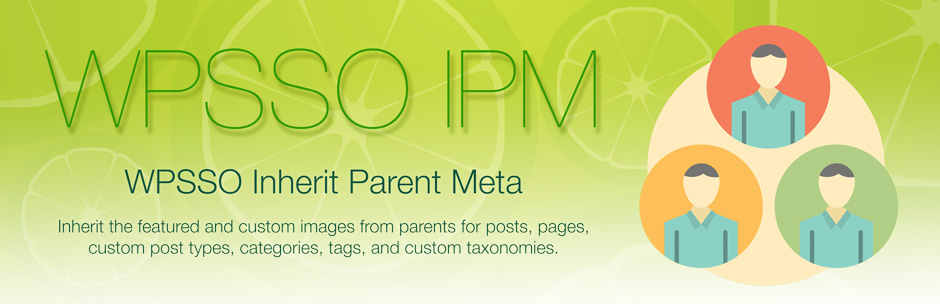 WPSSO IPM
WPSSO Inherit Parent Meta
Inherit the featured and custom images from parents for posts, pages,
custom post types, categories, tags, and custom taxonomies.